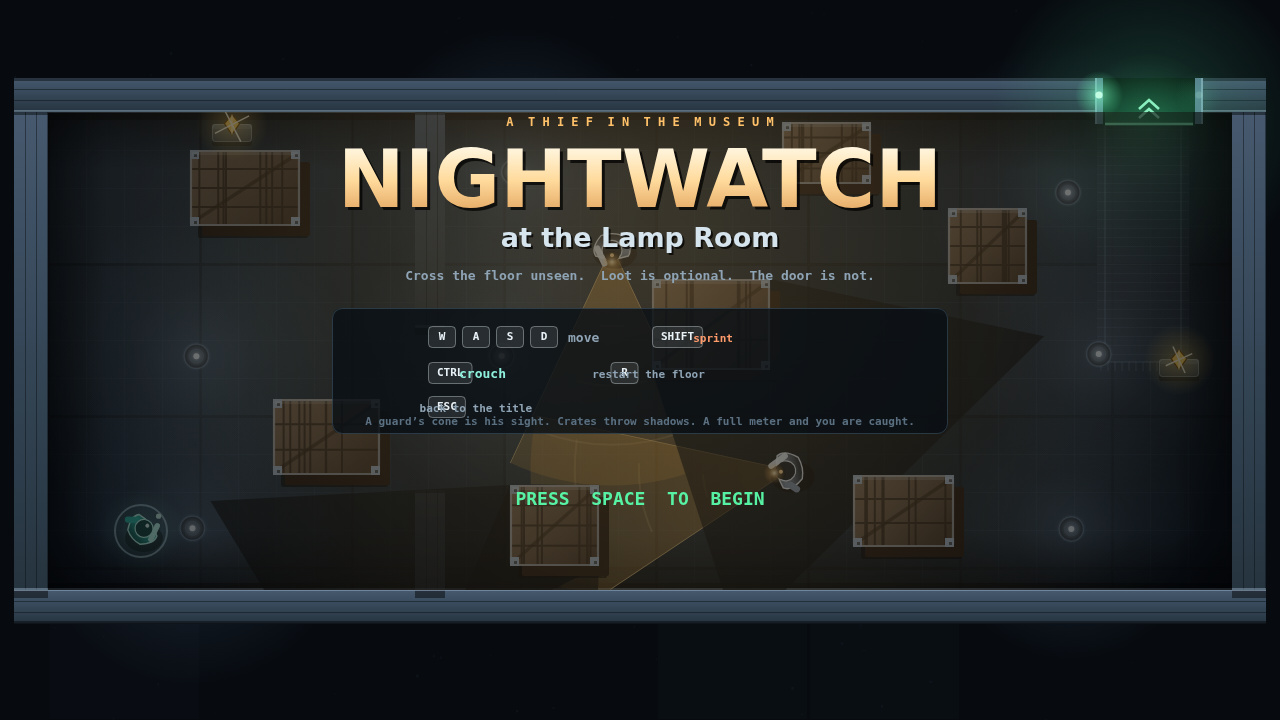 A THIEF IN THE MUSEUM
NIGHTWATCH
at the Lamp Room
Cross the floor unseen. Loot is optional. The door is not.
W A S D move SHIFT sprint
CTRL crouch R restart the floor
ESC back to the title
A guard's cone is his sight. Crates throw shadows. A full meter and you are caught.
PRESS SPACE TO BEGIN